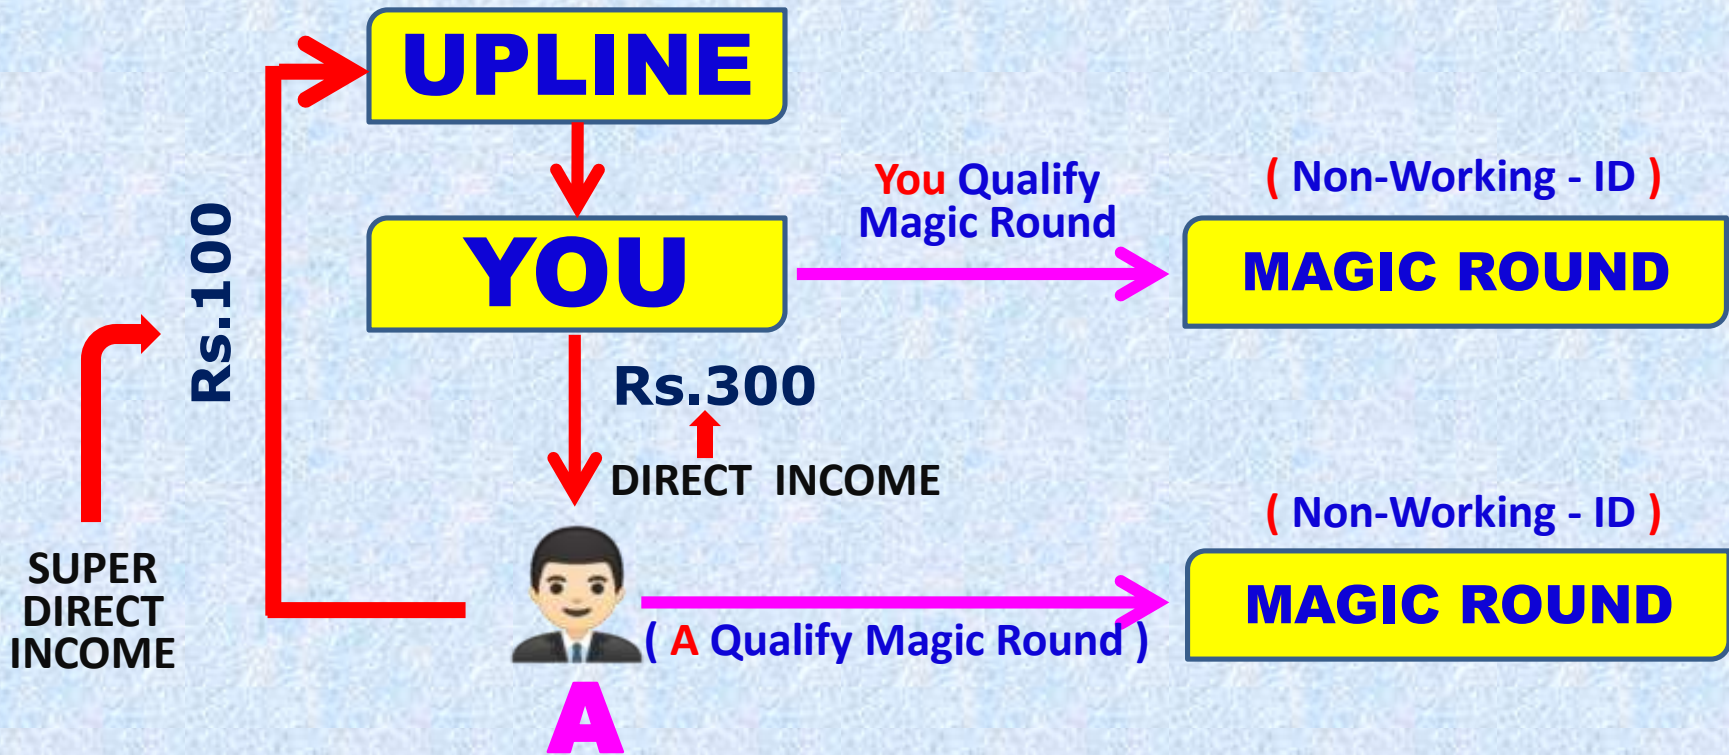 UPLINE
You Qualify
Magic Round
( Non-Working - ID )
YOU
MAGIC ROUND
Rs.100
Rs.300
DIRECT INCOME
SUPER
DIRECT
INCOME
( Non-Working - ID )
MAGIC ROUND
( A Qualify Magic Round )
A